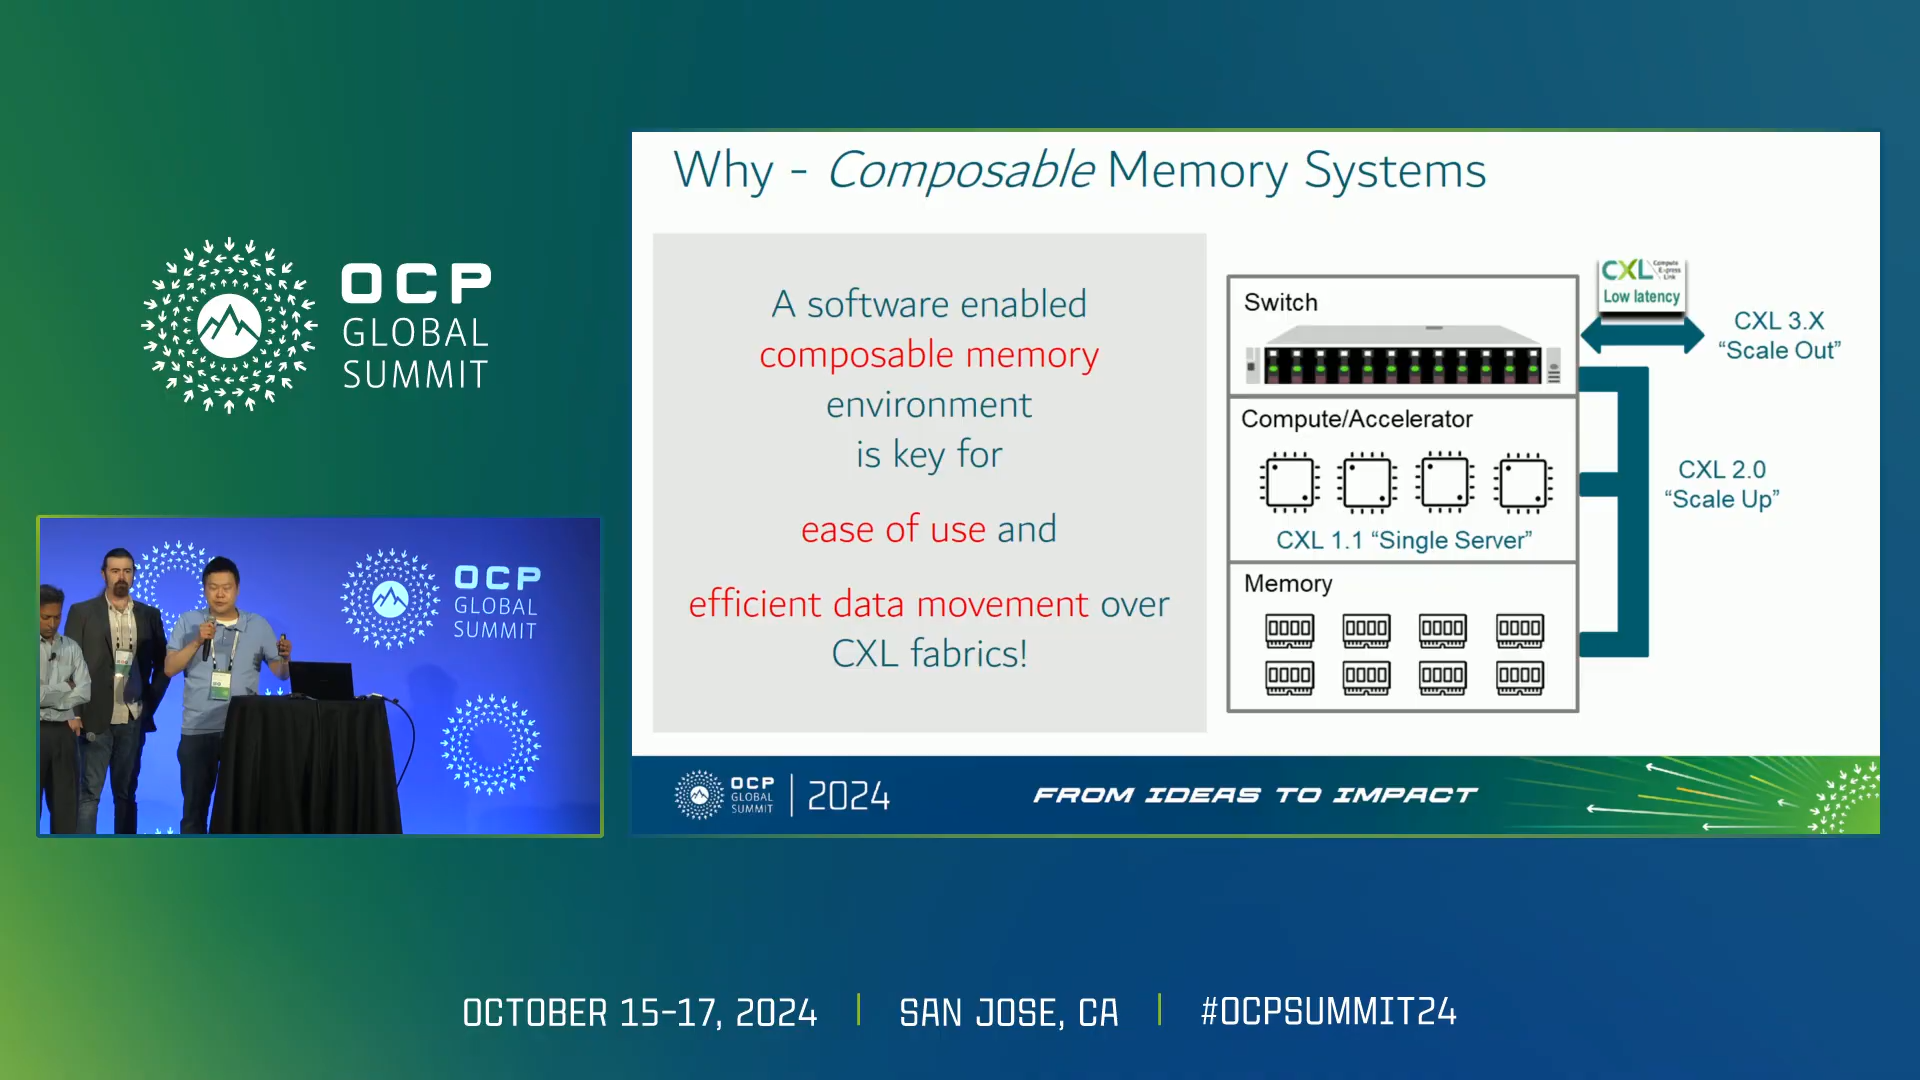 OCP
GLOBAL
SUMMIT
OCP
GLOBAL
SUMMIT
Why - Composable Memory Systems
A software enabled
composable memory
environment
is key for
ease of use and
efficient data movement over
CXL fabrics!
Switch
Compute/Accelerator
CXL 1.1 “Single Server”
Memory
CXL Compute
Express
Link
Low latency
CXL 3.X
“Scale Out”
CXL 2.0
“Scale Up”
OCP
GLOBAL
SUMMIT
2024
FROM IDEAS TO IMPACT
OCTOBER 15-17, 2024
SAN JOSE, CA
#OCPSUMMIT24